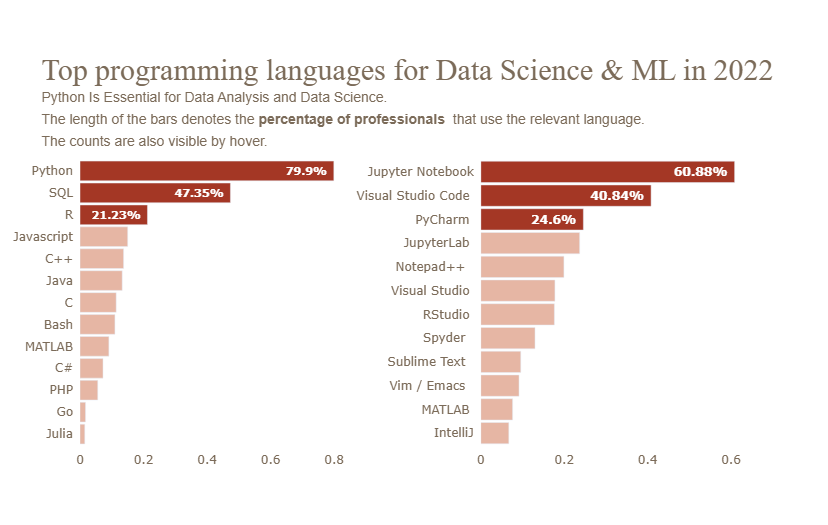 Top programming languages for Data Science & ML in 2022
Python Is Essential for Data Analysis and Data Science.
The length of the bars denotes the percentage of professionals that use the relevant language.
The counts are also visible by hover.
Python 79.9%
SQL 47.35%
R 21.23%
Javascript
C++
Java
C
Bash
MATLAB
C#
PHP
Go
Julia
0 0.2 0.4 0.6 0.8
Jupyter Notebook 60.88%
Visual Studio Code 40.84%
PyCharm 24.6%
JupyterLab
Notepad++
Visual Studio
RStudio
Spyder
Sublime Text
Vim / Emacs
MATLAB
IntelliJ
0 0.2 0.4 0.6